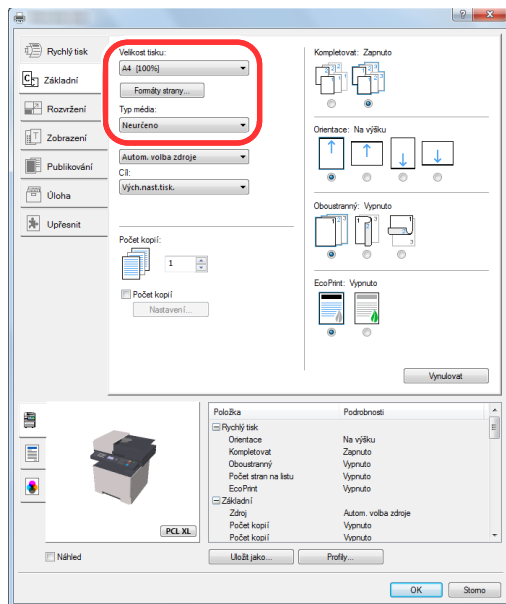 Rychlý tisk
Základní
Rozvržení
Zobrazení
Publikování
Úloha
Upřesnit
Velikost tisku:
A4 [100%]
Formáty strany...
Typ média:
Neurčeno
Autom. volba zdroje
Cíl:
Vých.nast.tisk.
Počet kopií:
1
Počet kopií
Nastavení...
Kompletovat: Zapnuto
Orientace: Na výšku
Oboustranný: Vypnuto
EcoPrint: Vypnuto
Vynulovat
PCL XL
Náhled
Položka Podrobnosti
Rychlý tisk
Orientace Na výšku
Kompletovat Zapnuto
Oboustranný Vypnuto
Počet stran na listu Vypnuto
EcoPrint Vypnuto
Základní
Zdroj Autom. volba zdroje
Počet kopií Vypnuto
Počet kopií Vypnuto
Uložit jako... Profily...
OK Storno